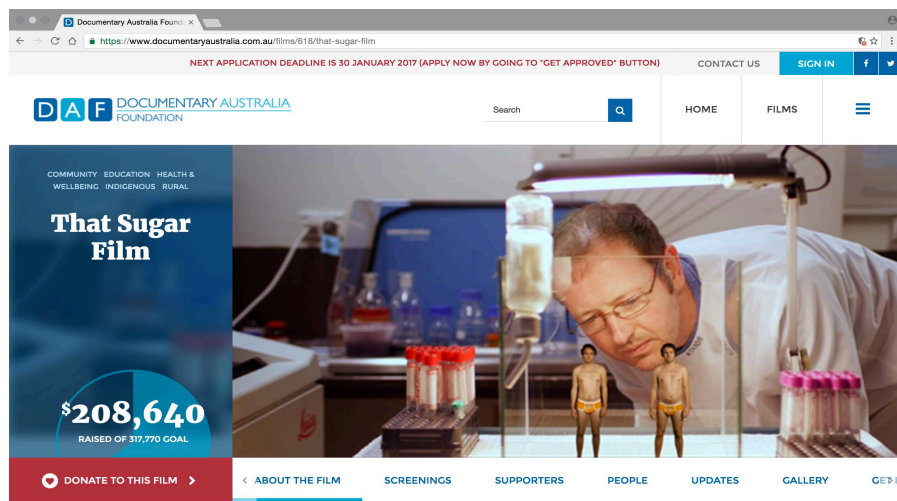 Documentary Australia Founda
https://www.documentaryaustralia.com.au/films/618/that-sugar-film
NEXT APPLICATION DEADLINE IS 30 JANUARY 2017 (APPLY NOW BY GOING TO "GET APPROVED" BUTTON)
CONTACT US
SIGN IN
DAF DOCUMENTARY AUSTRALIA
FOUNDATION
Search
HOME
FILMS
COMMUNITY EDUCATION HEALTH &
WELLBEING INDIGENOUS RURAL
That Sugar
Film
$208,640
RAISED OF 317,770 GOAL
DONATE TO THIS FILM
ABOUT THE FILM
SCREENINGS
SUPPORTERS
PEOPLE
UPDATES
GALLERY